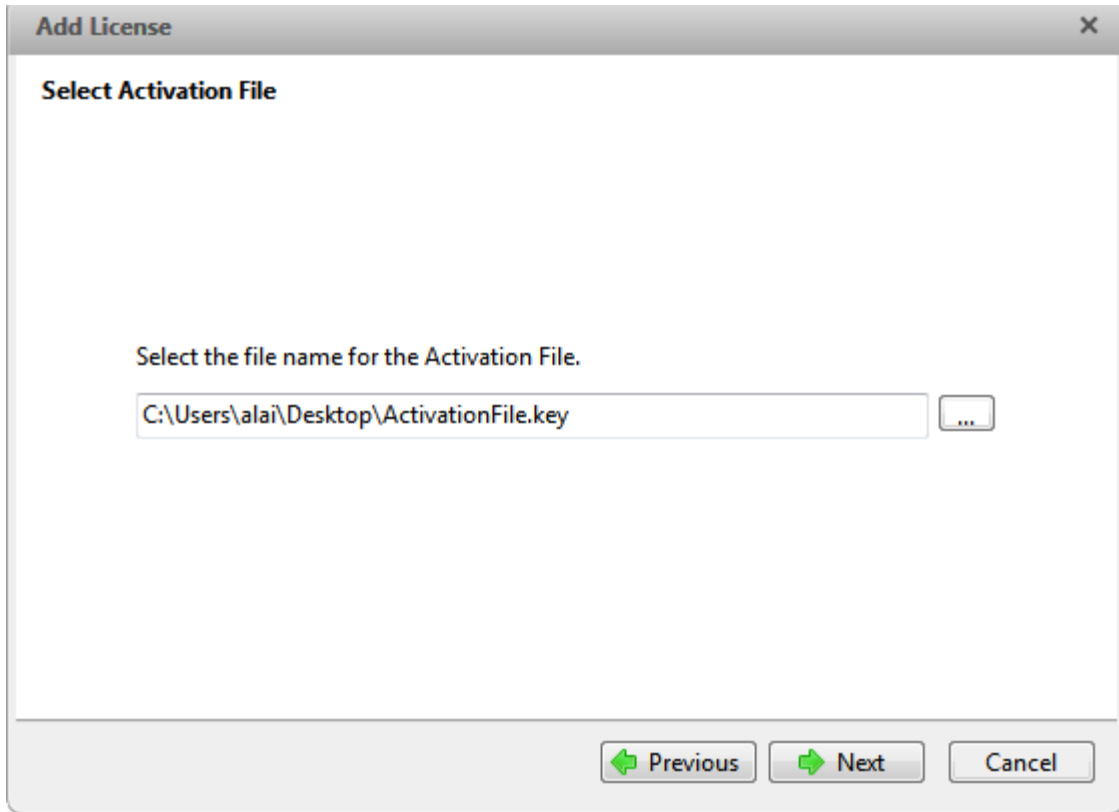 Add License
Select Activation File
Select the file name for the Activation File.
C:\Users\alai\Desktop\ActivationFile.key
...
Previous
Next
Cancel